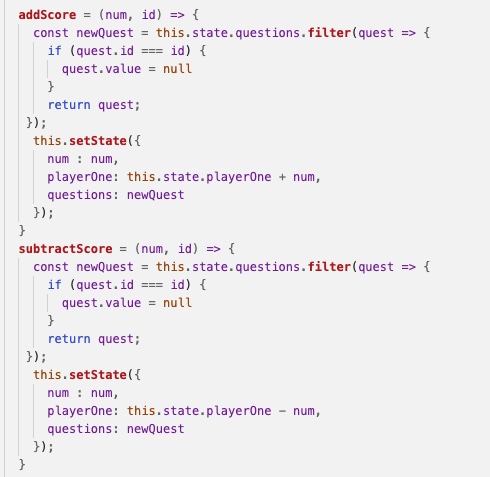 addScore = (num, id) => {
const newQuest = this.state.questions.filter(quest => {
if (quest.id === id) {
quest.value = null
}
return quest;
});
this.setState({
num : num,
playerOne: this.state.playerOne + num,
questions: newQuest
});
}
subtractScore = (num, id) => {
const newQuest = this.state.questions.filter(quest => {
if (quest.id === id) {
quest.value = null
}
return quest;
});
this.setState({
num : num,
playerOne: this.state.playerOne - num,
questions: newQuest
});
}